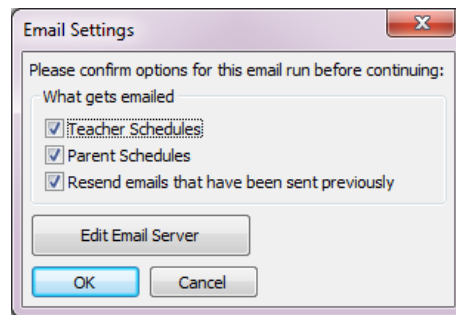 Email Settings
Please confirm options for this email run before continuing:
What gets emailed
Teacher Schedules
Parent Schedules
Resend emails that have been sent previously
Edit Email Server
OK Cancel